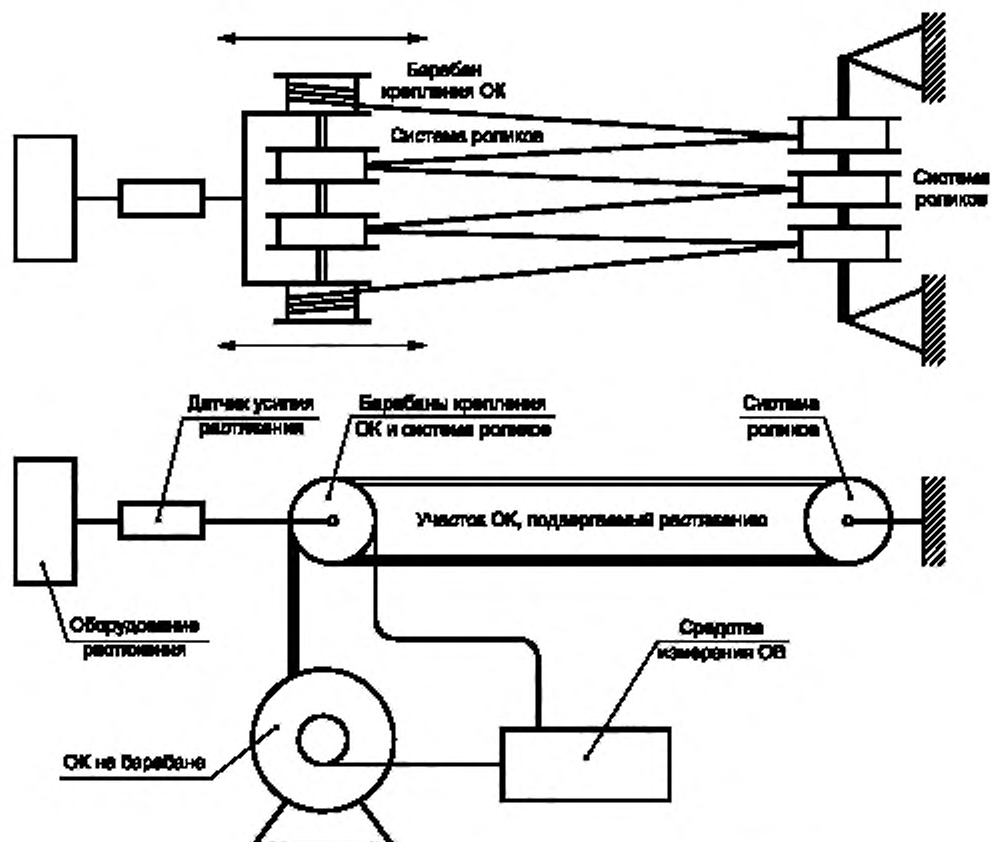 Барабан
крепления ОК
Система роликов
Система
роликов
Датчик усилия
растяжения
Барабаны крепления
ОК и система роликов
Система
роликов
Участок ОК, подвергаемый растяжению
Оборудование
растяжения
Средства
измерения ОВ
ОК на барабане